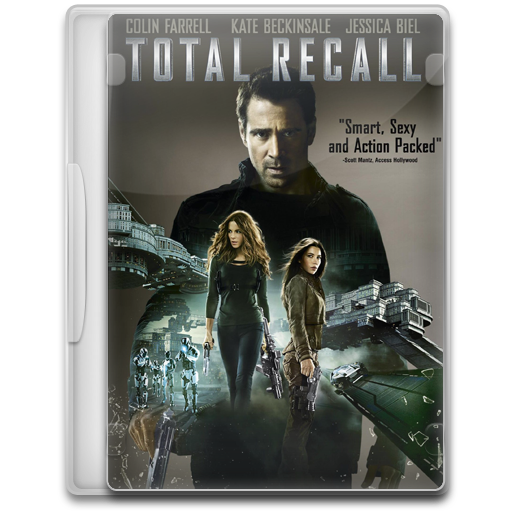 COLIN FARRELL KATE BECKINSALE JESSICA BIEL
TOTAL RECALL
"Smart, Sexy
and Action Packed"
-Scott Mantz, Access Hollywood